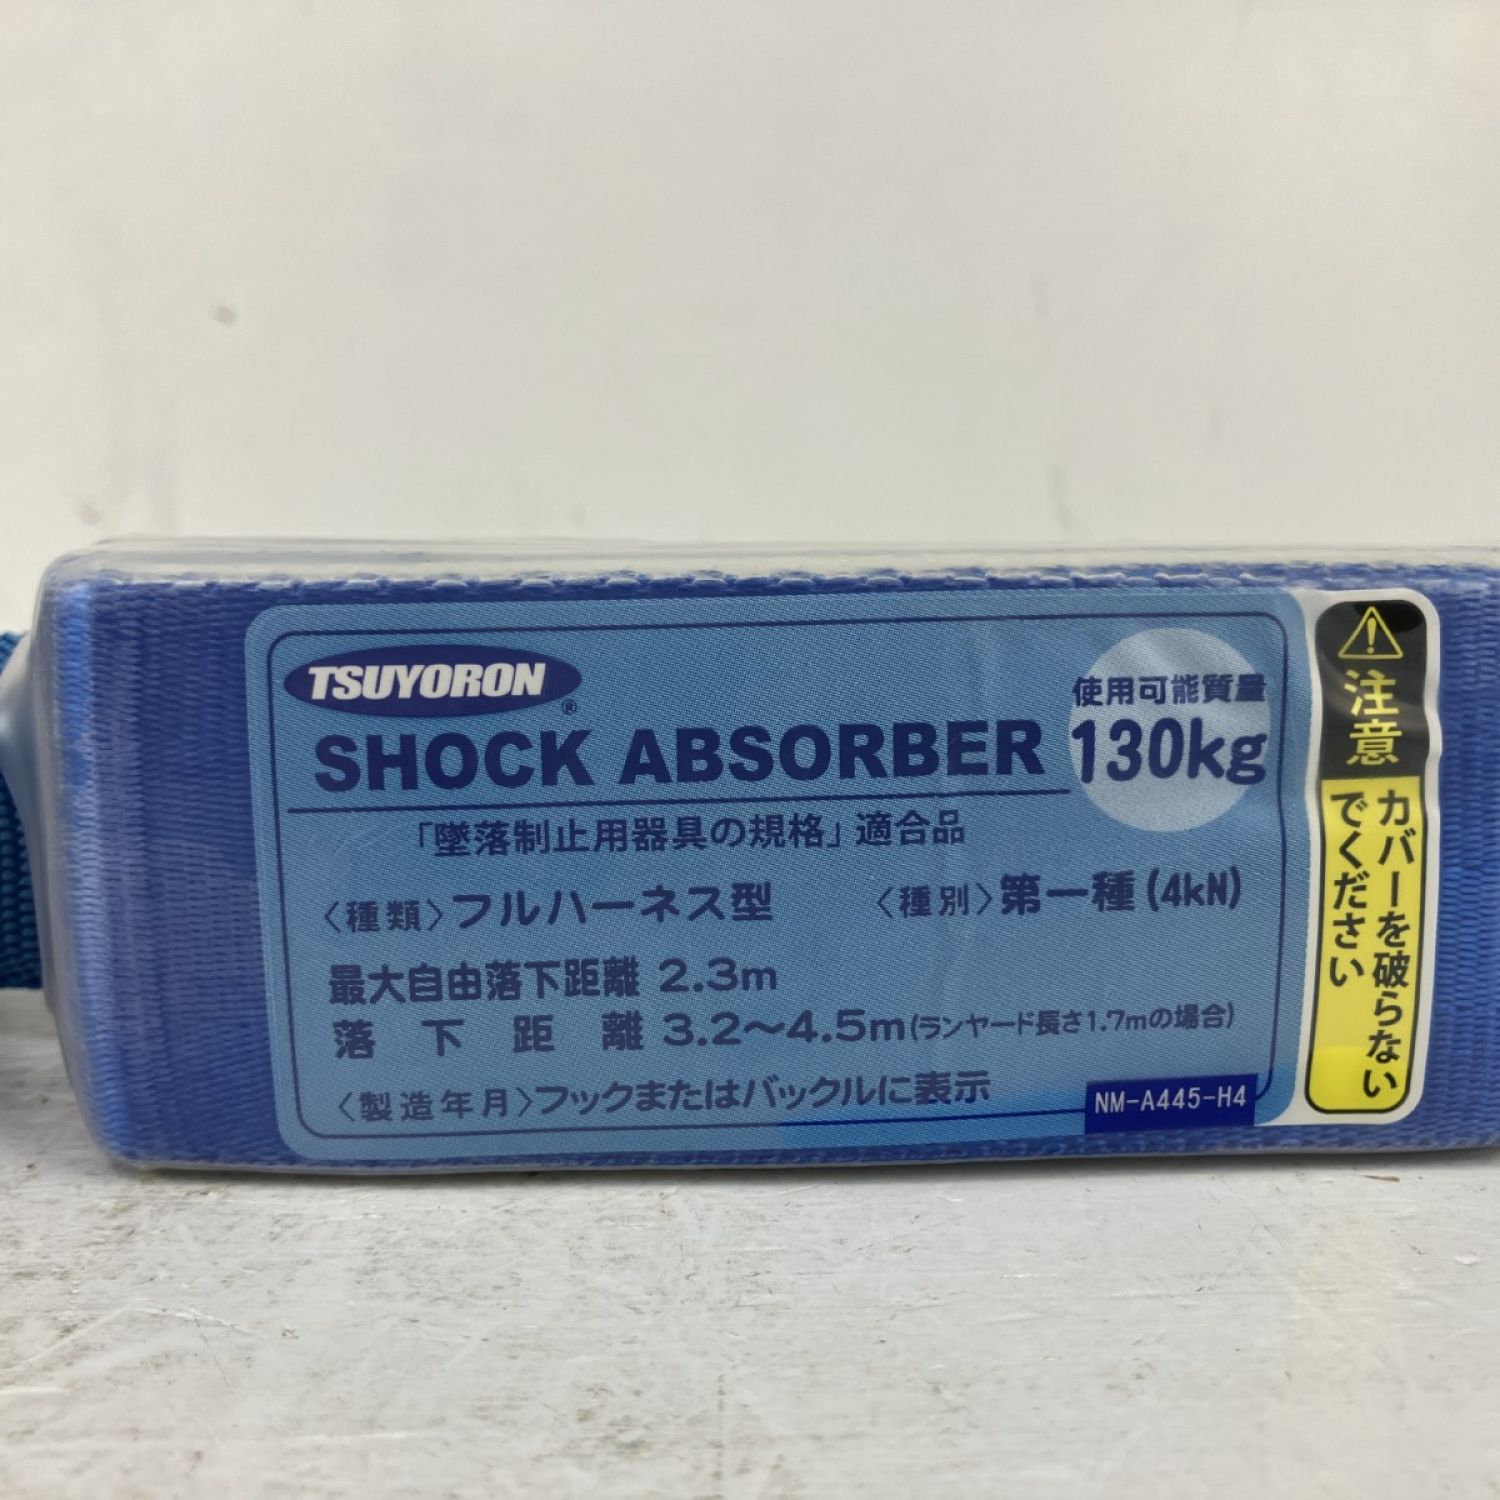 TSUYORON®
SHOCK ABSORBER
使用可能質量
130kg
「墜落制止用器具の規格」適合品
〈種類〉フルハーネス型 〈種別〉第一種(4kN)
最大自由落下距離 2.3m
落下距離 3.2〜4.5m(ランヤード長さ1.7mの場合)
〈製造年月〉フックまたはバックルに表示
NM-A445-H4
注意
カバーを破らない
でください